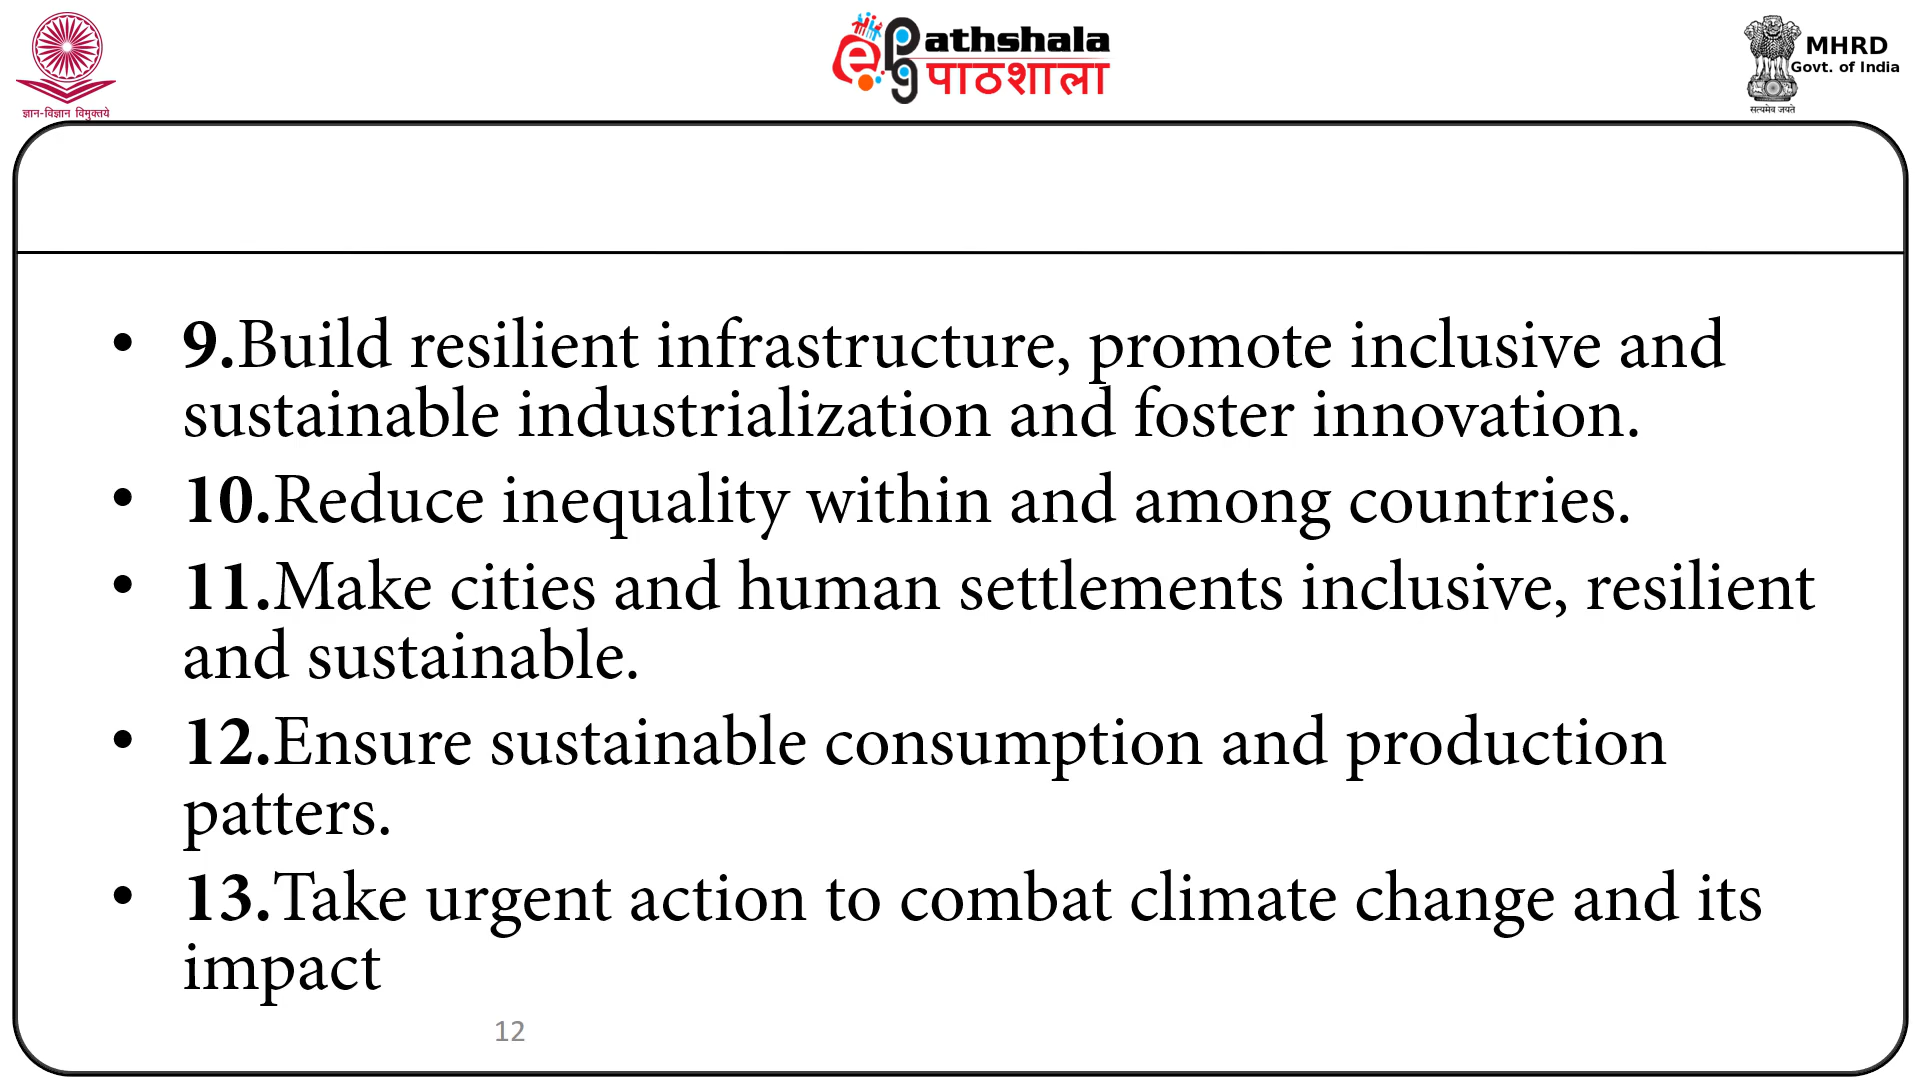 ज्ञान-विज्ञान विमुक्तये
ePathshala
पाठशाला
MHRD
Govt. of India
सत्यमेव जयते
• 9.Build resilient infrastructure, promote inclusive and
sustainable industrialization and foster innovation.
• 10.Reduce inequality within and among countries.
• 11.Make cities and human settlements inclusive, resilient
and sustainable.
• 12.Ensure sustainable consumption and production
patters.
• 13.Take urgent action to combat climate change and its
impact
12